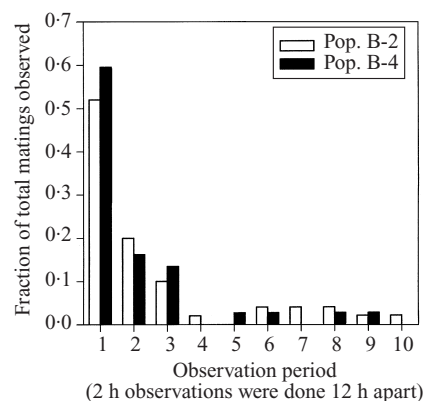 0·7
0·6
0·5
0·4
0·3
0·2
0·1
0·0
Fraction of total matings observed
Pop. B-2
Pop. B-4
1 2 3 4 5 6 7 8 9 10
Observation period
(2 h observations were done 12 h apart)